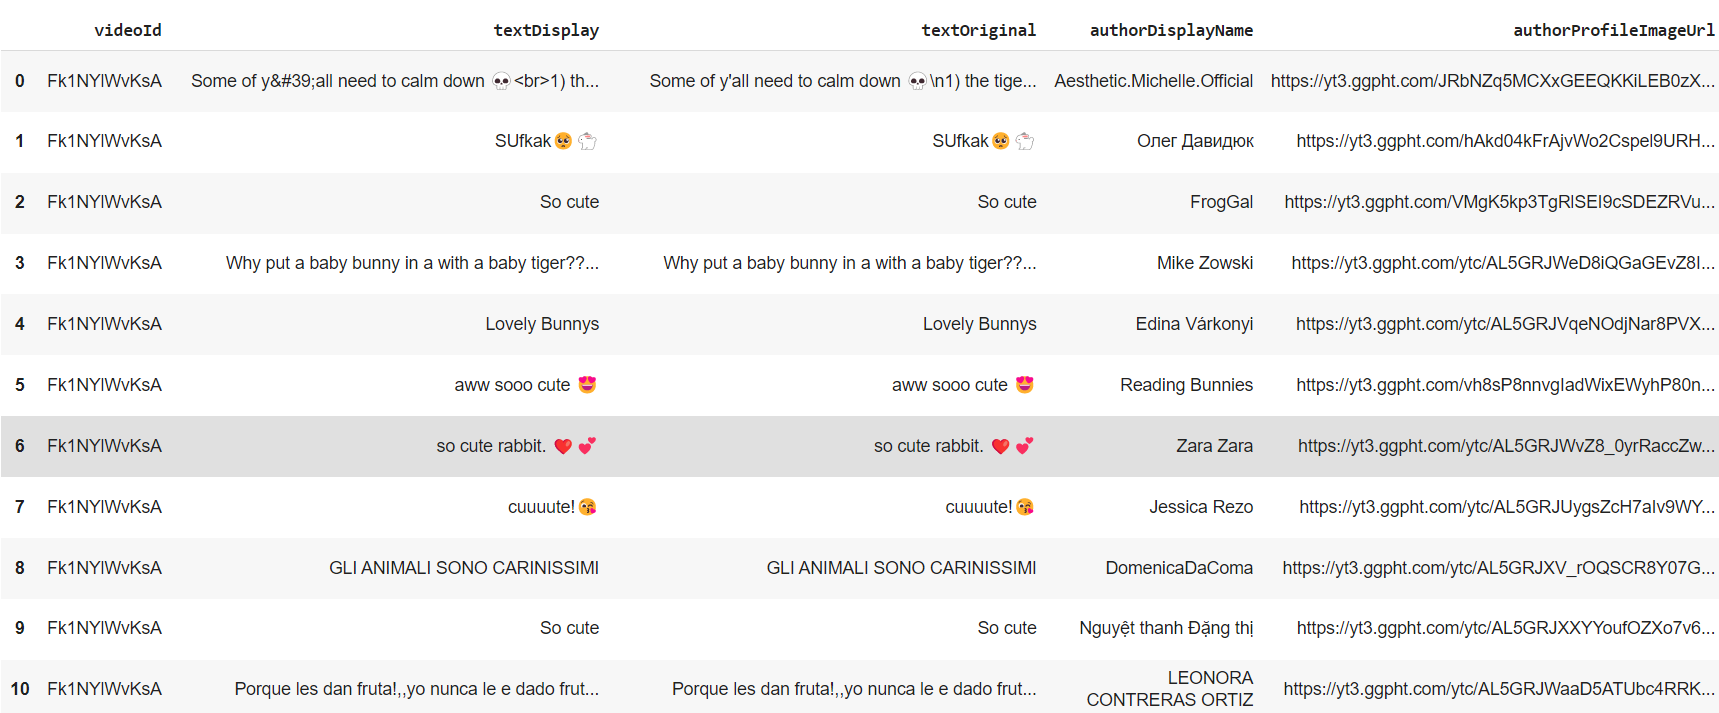 videoId textDisplay textOriginal authorDisplayName authorProfileImageUrl
0 Fk1NYlWvKsA Some of y&#39;all need to calm down 💀<br>1) th... Some of y'all need to calm down 💀\n1) the tige... Aesthetic.Michelle.Official https://yt3.ggpht.com/JRbNZq5MCXxGEEQKKiLEB0zX...
1 Fk1NYlWvKsA SUfkak🥺🐇 SUfkak🥺🐇 Олег Давидюк https://yt3.ggpht.com/hAkd04kFrAjvWo2Cspel9URH...
2 Fk1NYlWvKsA So cute So cute FrogGal https://yt3.ggpht.com/VMgK5kp3TgRlSEI9cSDEZRVu...
3 Fk1NYlWvKsA Why put a baby bunny in a with a baby tiger??... Why put a baby bunny in a with a baby tiger??... Mike Zowski https://yt3.ggpht.com/ytc/AL5GRJWeD8iQGaGEvZ8I...
4 Fk1NYlWvKsA Lovely Bunnys Lovely Bunnys Edina Várkonyi https://yt3.ggpht.com/ytc/AL5GRJVqeNOdjNar8PVX...
5 Fk1NYlWvKsA aww sooo cute 😍 aww sooo cute 😍 Reading Bunnies https://yt3.ggpht.com/vh8sP8nnvgIadWixEWyhP80n...
6 Fk1NYlWvKsA so cute rabbit. ❤️💕 so cute rabbit. ❤️💕 Zara Zara https://yt3.ggpht.com/ytc/AL5GRJWvZ8_0yrRaccZw...
7 Fk1NYlWvKsA cuuuute!😘 cuuuute!😘 Jessica Rezo https://yt3.ggpht.com/ytc/AL5GRJUygsZcH7aIv9WY...
8 Fk1NYlWvKsA GLI ANIMALI SONO CARINISSIMI GLI ANIMALI SONO CARINISSIMI DomenicaDaComa https://yt3.ggpht.com/ytc/AL5GRJXV_rOQSCR8Y07G...
9 Fk1NYlWvKsA So cute So cute Nguyệt thanh Đặng thị https://yt3.ggpht.com/ytc/AL5GRJXXYYoufOZXo7v6...
10 Fk1NYlWvKsA Porque les dan fruta!,,yo nunca le e dado frut... Porque les dan fruta!,,yo nunca le e dado frut... LEONORA CONTRERAS ORTIZ https://yt3.ggpht.com/ytc/AL5GRJWaaD5ATUbc4RRK...